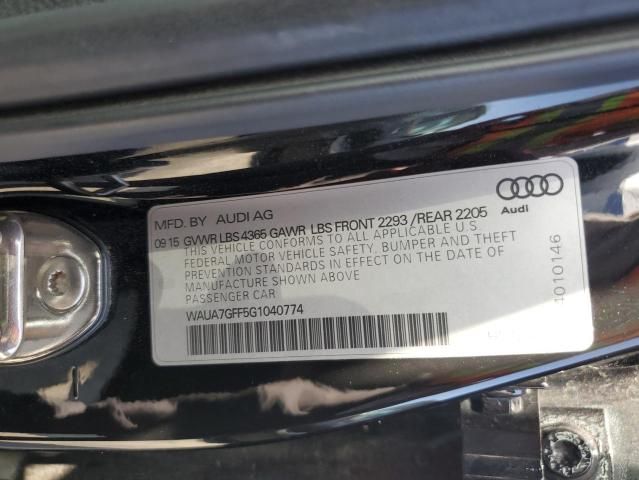 MFD.BY AUDI AG
09 15 GVWR LBS 4365 GAWR LBS FRONT 2293 /REAR 2205
THIS VEHICLE CONFORMS TO ALL APPLICABLE U.S.
FEDERAL MOTOR VEHICLE SAFETY, BUMPER AND THEFT
PREVENTION STANDARDS IN EFFECT ON THE DATE OF
MANUFACTURE SHOWN ABOVE
PASSENGER CAR
WAUA7GFF5G1040774
Audi
4010146